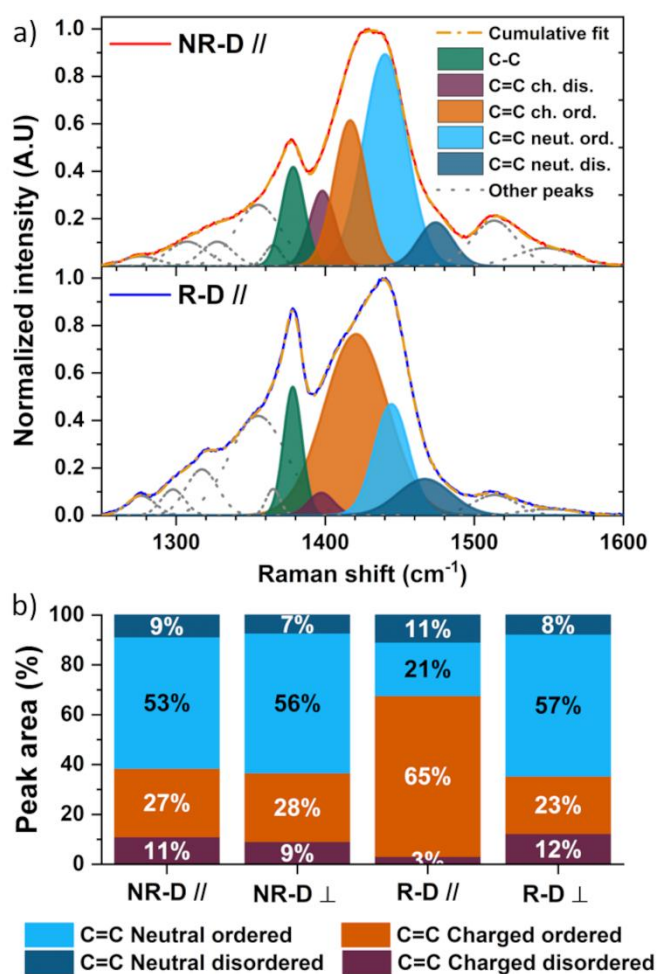 a)
NR-D //
Cumulative fit
C-C
C=C ch. dis.
C=C ch. ord.
C=C neut. ord.
C=C neut. dis.
Other peaks
1.0
0.8
0.6
0.4
0.2
R-D //
1.0
0.8
0.6
0.4
0.2
0.0
Normalized intensity (A.U)
1300 1400 1500 1600
Raman shift (cm⁻¹)
b)
Peak area (%)
100
80
60
40
20
0
9% 7% 11% 8%
53% 56% 21% 57%
27% 28% 65% 23%
11% 9% 3% 12%
NR-D // NR-D ⊥ R-D // R-D ⊥
C=C Neutral ordered C=C Charged ordered
C=C Neutral disordered C=C Charged disordered